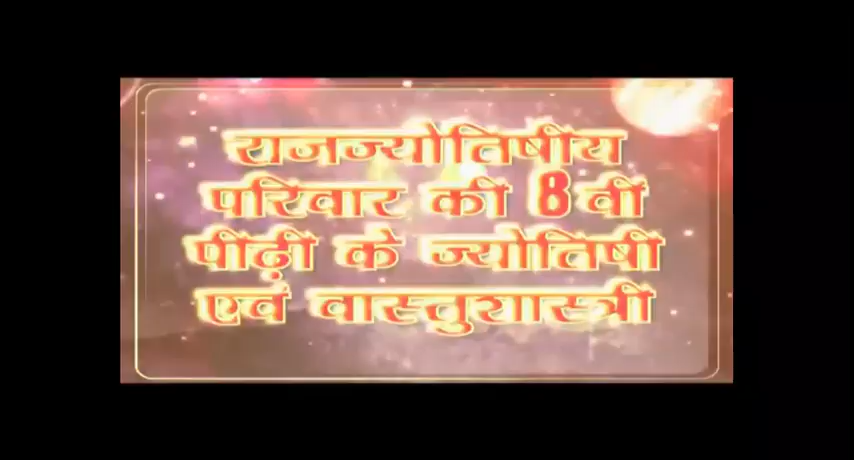 राजज्योतिषीय
परिवार की 8 वीं
पीढ़ी के ज्योतिषी
एवं वास्तुशास्त्री